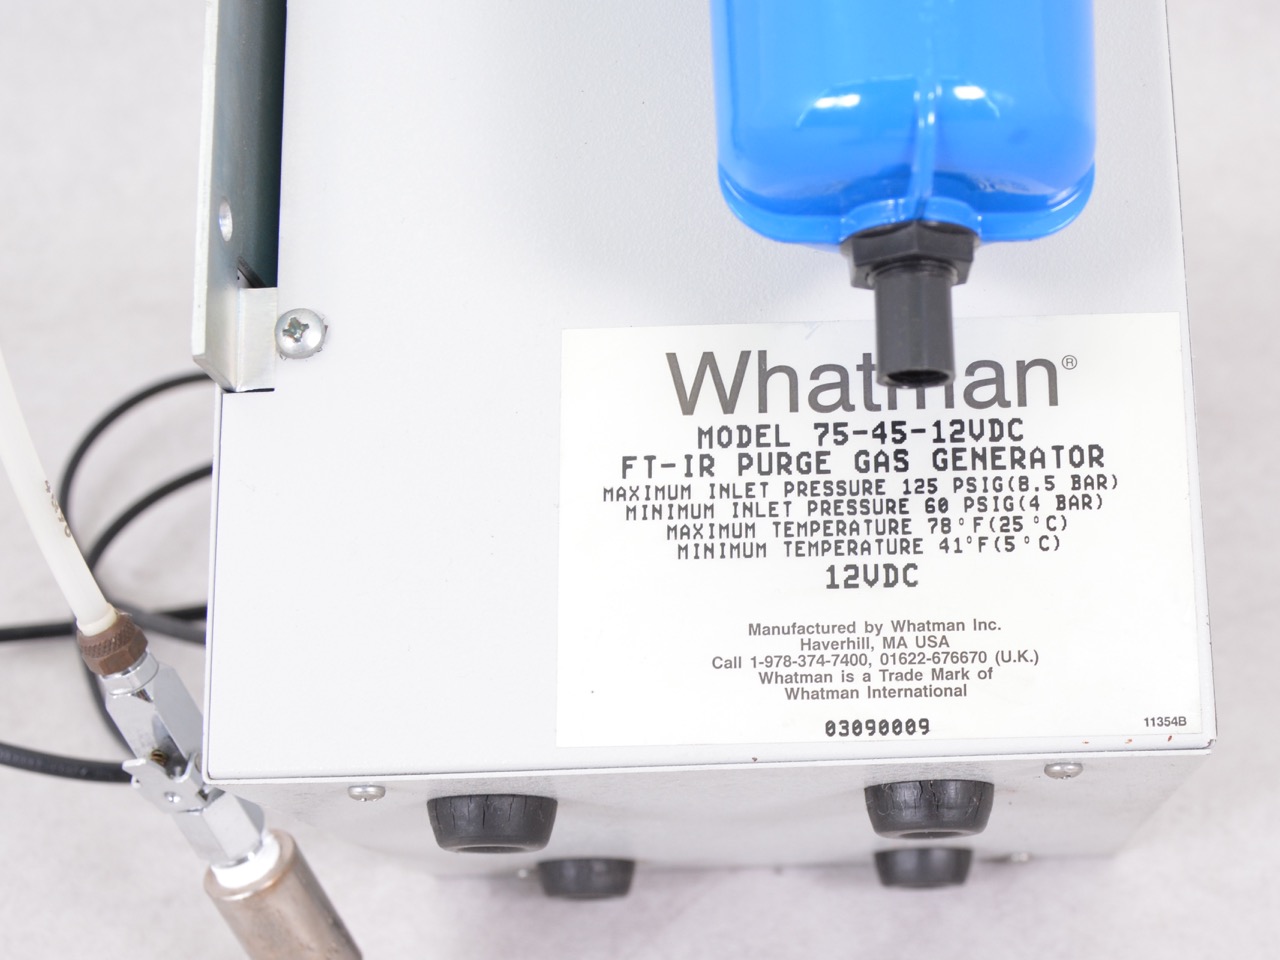 Whatman®
MODEL 75-45-12VDC
FT-IR PURGE GAS GENERATOR
MAXIMUM INLET PRESSURE 125 PSIG(8.5 BAR)
MINIMUM INLET PRESSURE 60 PSIG(4 BAR)
MAXIMUM TEMPERATURE 78°F(25°C)
MINIMUM TEMPERATURE 41°F(5°C)
12VDC
Manufactured by Whatman Inc.
Haverhill, MA USA
Call 1-978-374-7400, 01622-676670 (U.K.)
Whatman is a Trade Mark of
Whatman International
03090009
11354B